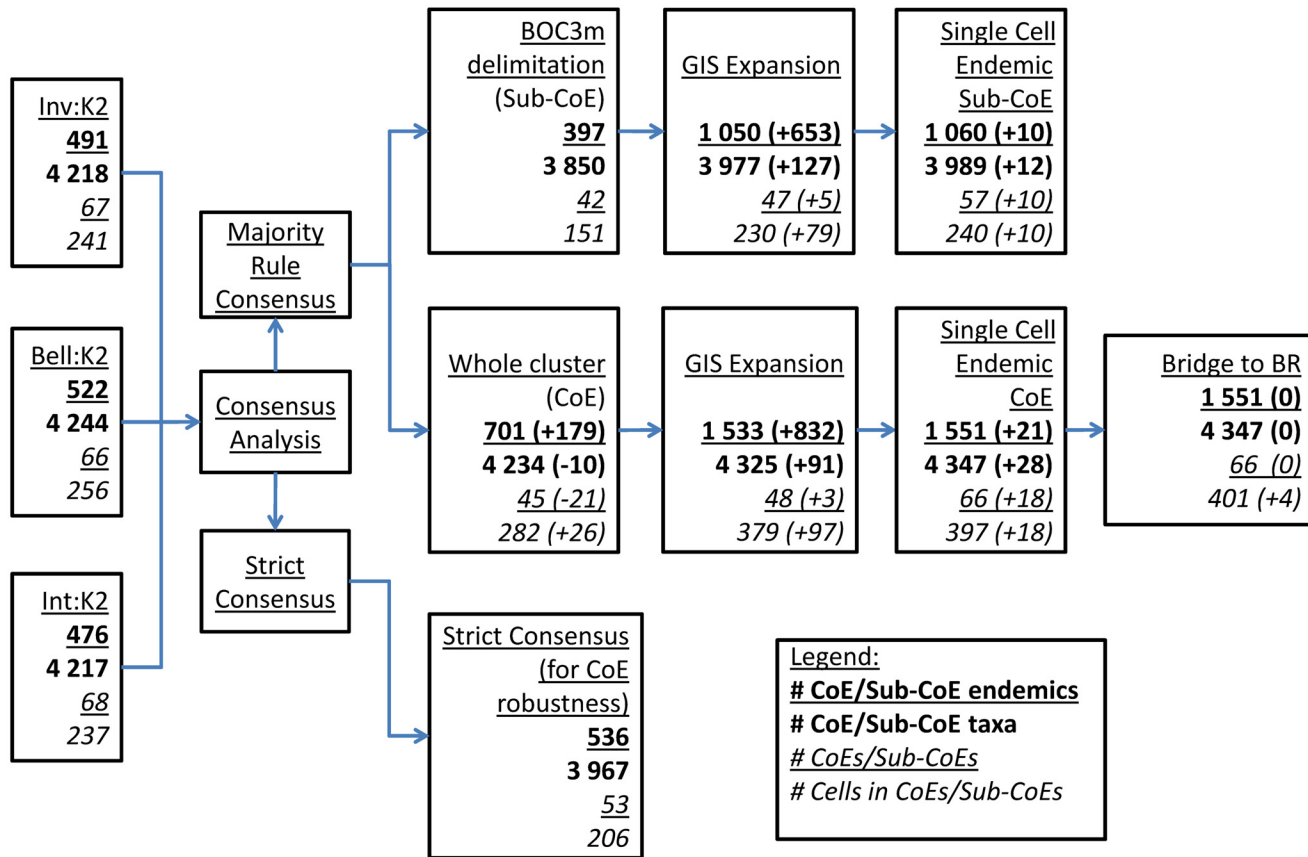 Inv:K2
491
4 218
67
241
Bell:K2
522
4 244
66
256
Int:K2
476
4 217
68
237
Majority
Rule
Consensus
Consensus
Analysis
Strict
Consensus
BOC3m
delimitation
(Sub-CoE)
397
3 850
42
151
GIS Expansion
1 050 (+653)
3 977 (+127)
47 (+5)
230 (+79)
Single Cell
Endemic
Sub-CoE
1 060 (+10)
3 989 (+12)
57 (+10)
240 (+10)
Whole cluster
(CoE)
701 (+179)
4 234 (-10)
45 (-21)
282 (+26)
GIS Expansion
1 533 (+832)
4 325 (+91)
48 (+3)
379 (+97)
Single Cell
Endemic
CoE
1 551 (+21)
4 347 (+28)
66 (+18)
397 (+18)
Bridge to BR
1 551 (0)
4 347 (0)
66 (0)
401 (+4)
Strict Consensus
(for CoE
robustness)
536
3 967
53
206
Legend:
# CoE/Sub-CoE endemics
# CoE/Sub-CoE taxa
# CoEs/Sub-CoEs
# Cells in CoEs/Sub-CoEs